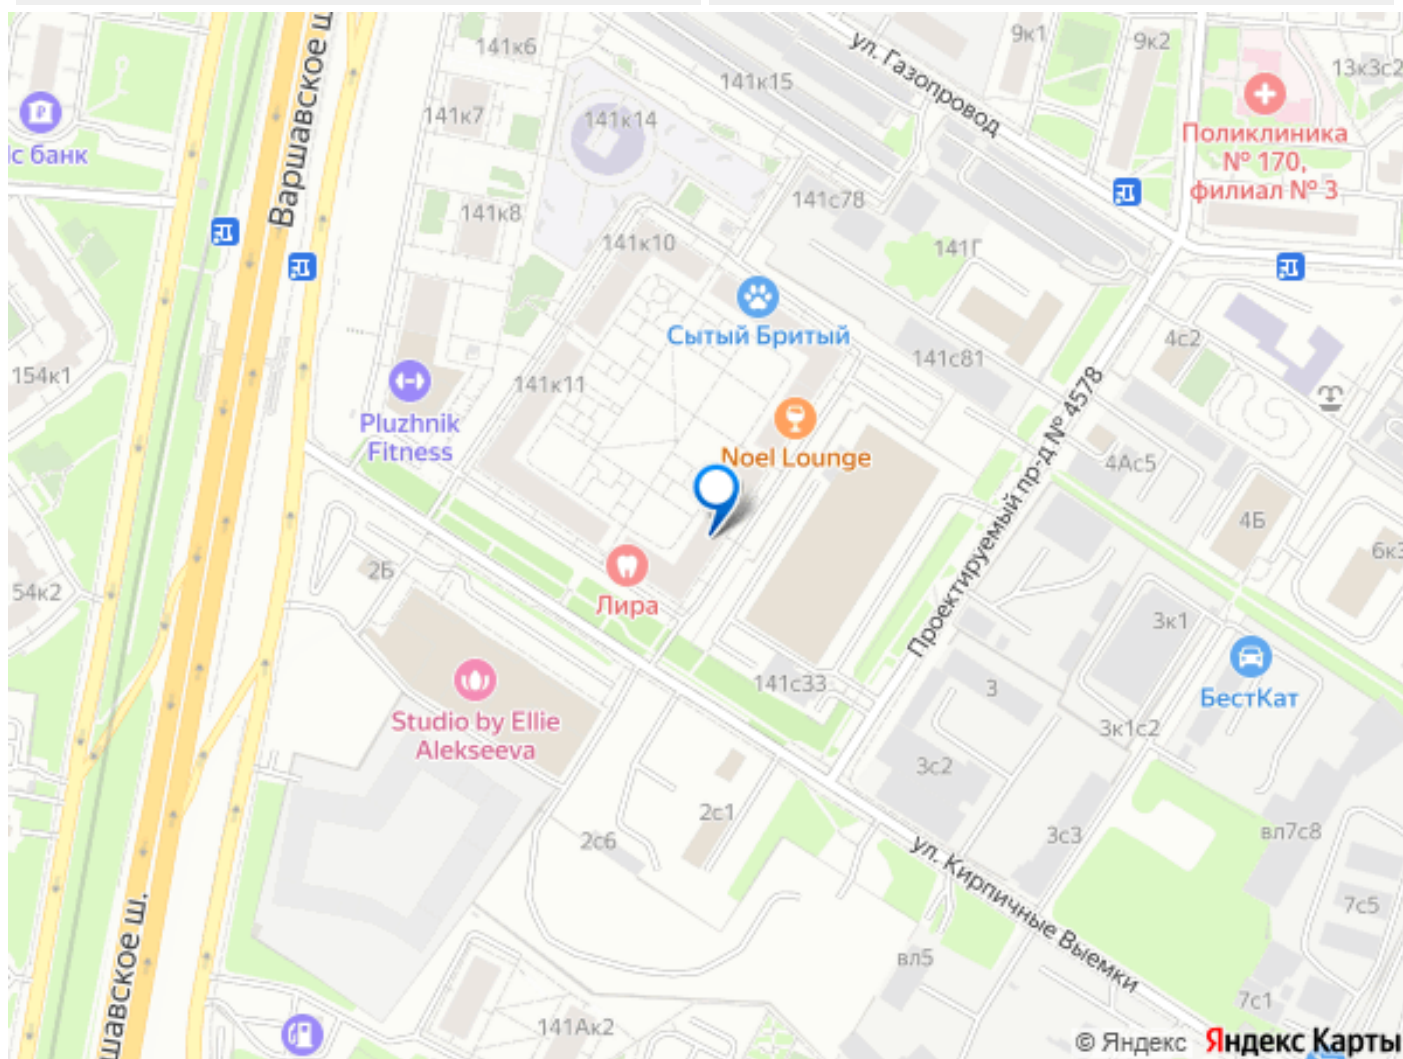 141к6
ул. Газопровод
9к1
9к2
13к3с2
Варшавское ш.
141к15
141к7
141к14
Поликлиника
№ 170,
филиал № 3
с банк
141с78
141к8
141к10
141Г
Сытый Бритый
4с2
141с81
154к1
141к11
Pluzhnik
Fitness
Проектируемый пр-д № 4578
Noel Lounge
4Ас5
4Б
6к3
2Б
54к2
Лира
3к1
141с33
3
БестКат
Studio by Ellie
Alekseeva
3к1с2
3с2
2с1
2с6
3с3
вл7с8
ул. Кирпичные Выемки
7с5
шавское ш.
вл5
7с1
141Ак2
© Яндекс Яндекс Карты